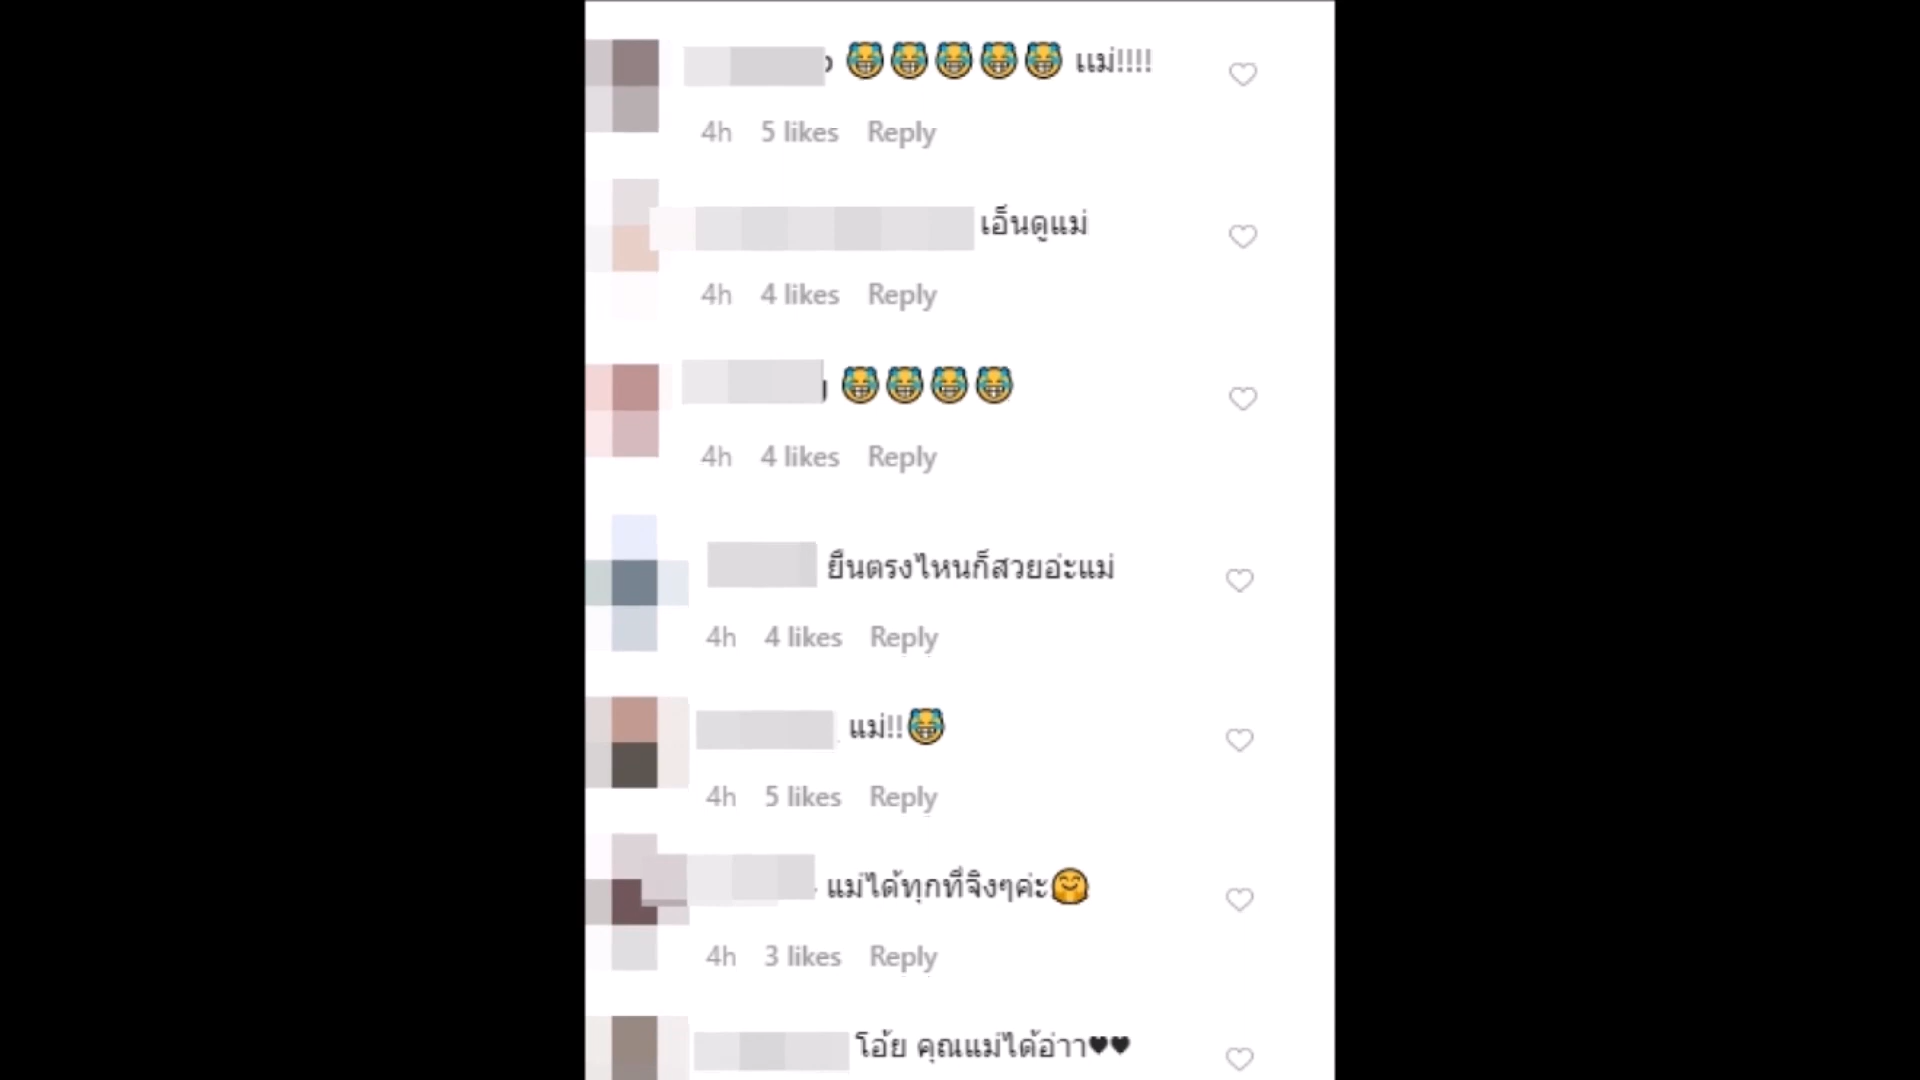 😹😹😹😹😹 แม่!!!!
4h 5 likes Reply
เอ็นดูแม่
4h 4 likes Reply
😹😹😹😹
4h 4 likes Reply
ยืนตรงไหนก็สวยอ่ะแม่
4h 4 likes Reply
แม่!!😹
4h 5 likes Reply
แม่ได้ทุกที่จิงๆค่ะ🤗
4h 3 likes Reply
โอ้ย คุณแม่ได้อ่าา♥♥